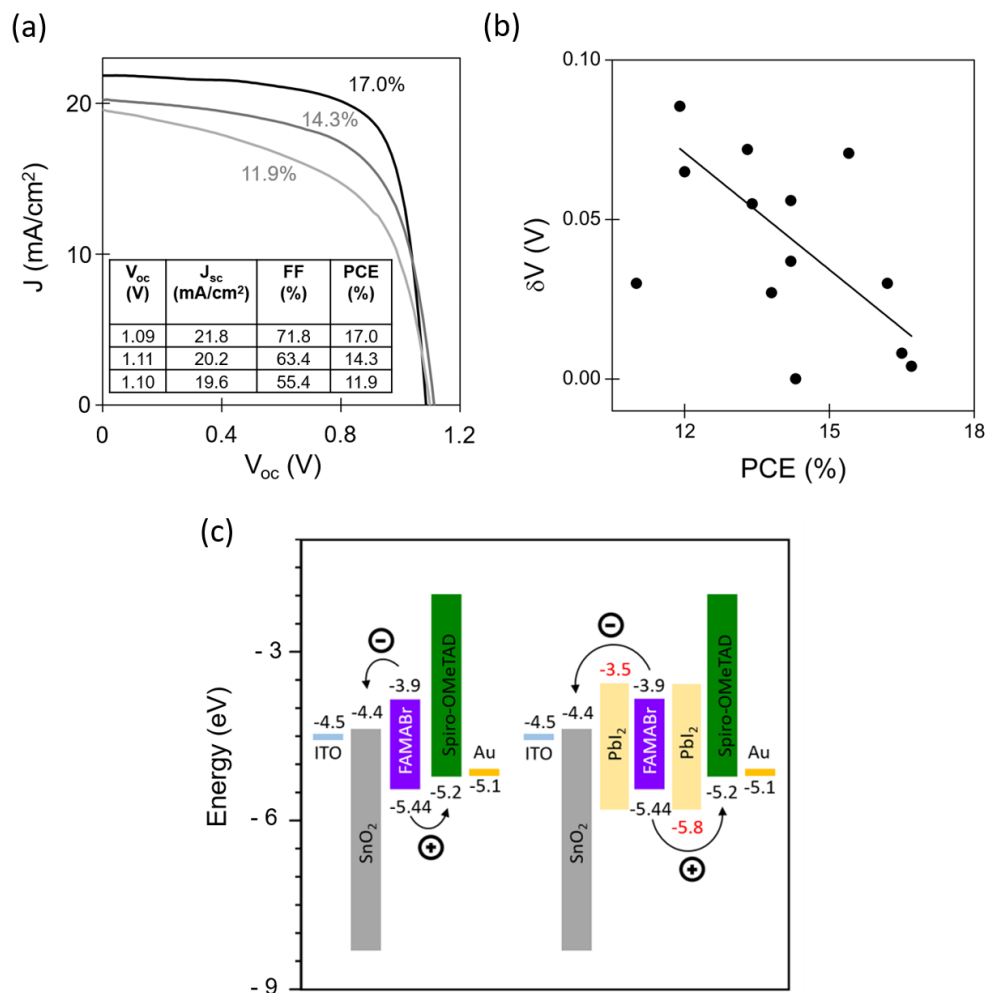 (a)
J (mA/cm²)
20
10
0
17.0%
14.3%
11.9%
Voc (V) Jsc (mA/cm²) FF (%) PCE (%)
1.09 21.8 71.8 17.0
1.11 20.2 63.4 14.3
1.10 19.6 55.4 11.9
0 0.4 0.8 1.2
Voc (V)
(b)
δV (V)
0.10
0.05
0.00
12 15 18
PCE (%)
(c)
Energy (eV)
- 3
- 6
- 9
-4.5
ITO
-4.4
SnO₂
-3.9
FAMABr
-5.44
Spiro-OMeTAD
-5.2
Au
-5.1
-4.5
ITO
-4.4
SnO₂
-3.5
PbI₂
-3.9
FAMABr
-5.44
PbI₂
-5.8
Spiro-OMeTAD
-5.2
Au
-5.1